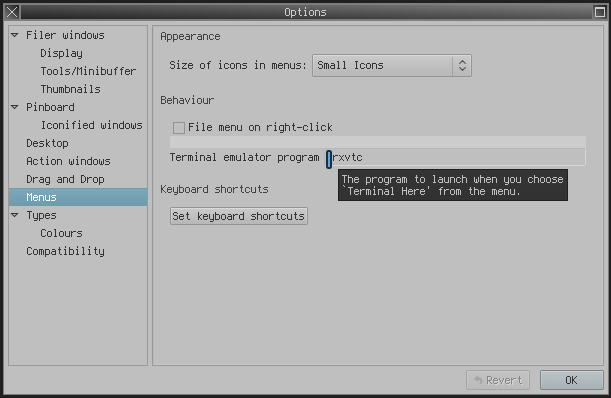 Options
Filer windows
Display
Tools/Minibuffer
Thumbnails
Pinboard
Iconified windows
Desktop
Action windows
Drag and Drop
Menus
Types
Colours
Compatibility
Appearance
Size of icons in menus: Small Icons
Behaviour
File menu on right-click
Terminal emulator program rxvtc
The program to launch when you choose
`Terminal Here' from the menu.
Keyboard shortcuts
Set keyboard shortcuts
Revert OK